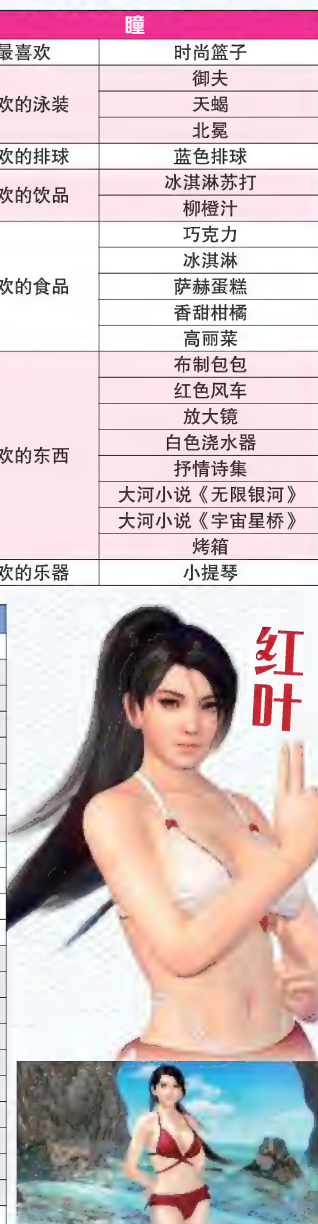 瞳
最喜欢 时尚篮子
欢的泳装 御夫
天蝎
北冕
欢的排球 蓝色排球
欢的饮品 冰淇淋苏打
柳橙汁
欢的食品 巧克力
冰淇淋
萨赫蛋糕
香甜柑橘
高丽菜
欢的东西 布制包包
红色风车
放大镜
白色浇水器
抒情诗集
大河小说《无限银河》
大河小说《宇宙星桥》
烤箱
欢的乐器 小提琴
红
叶